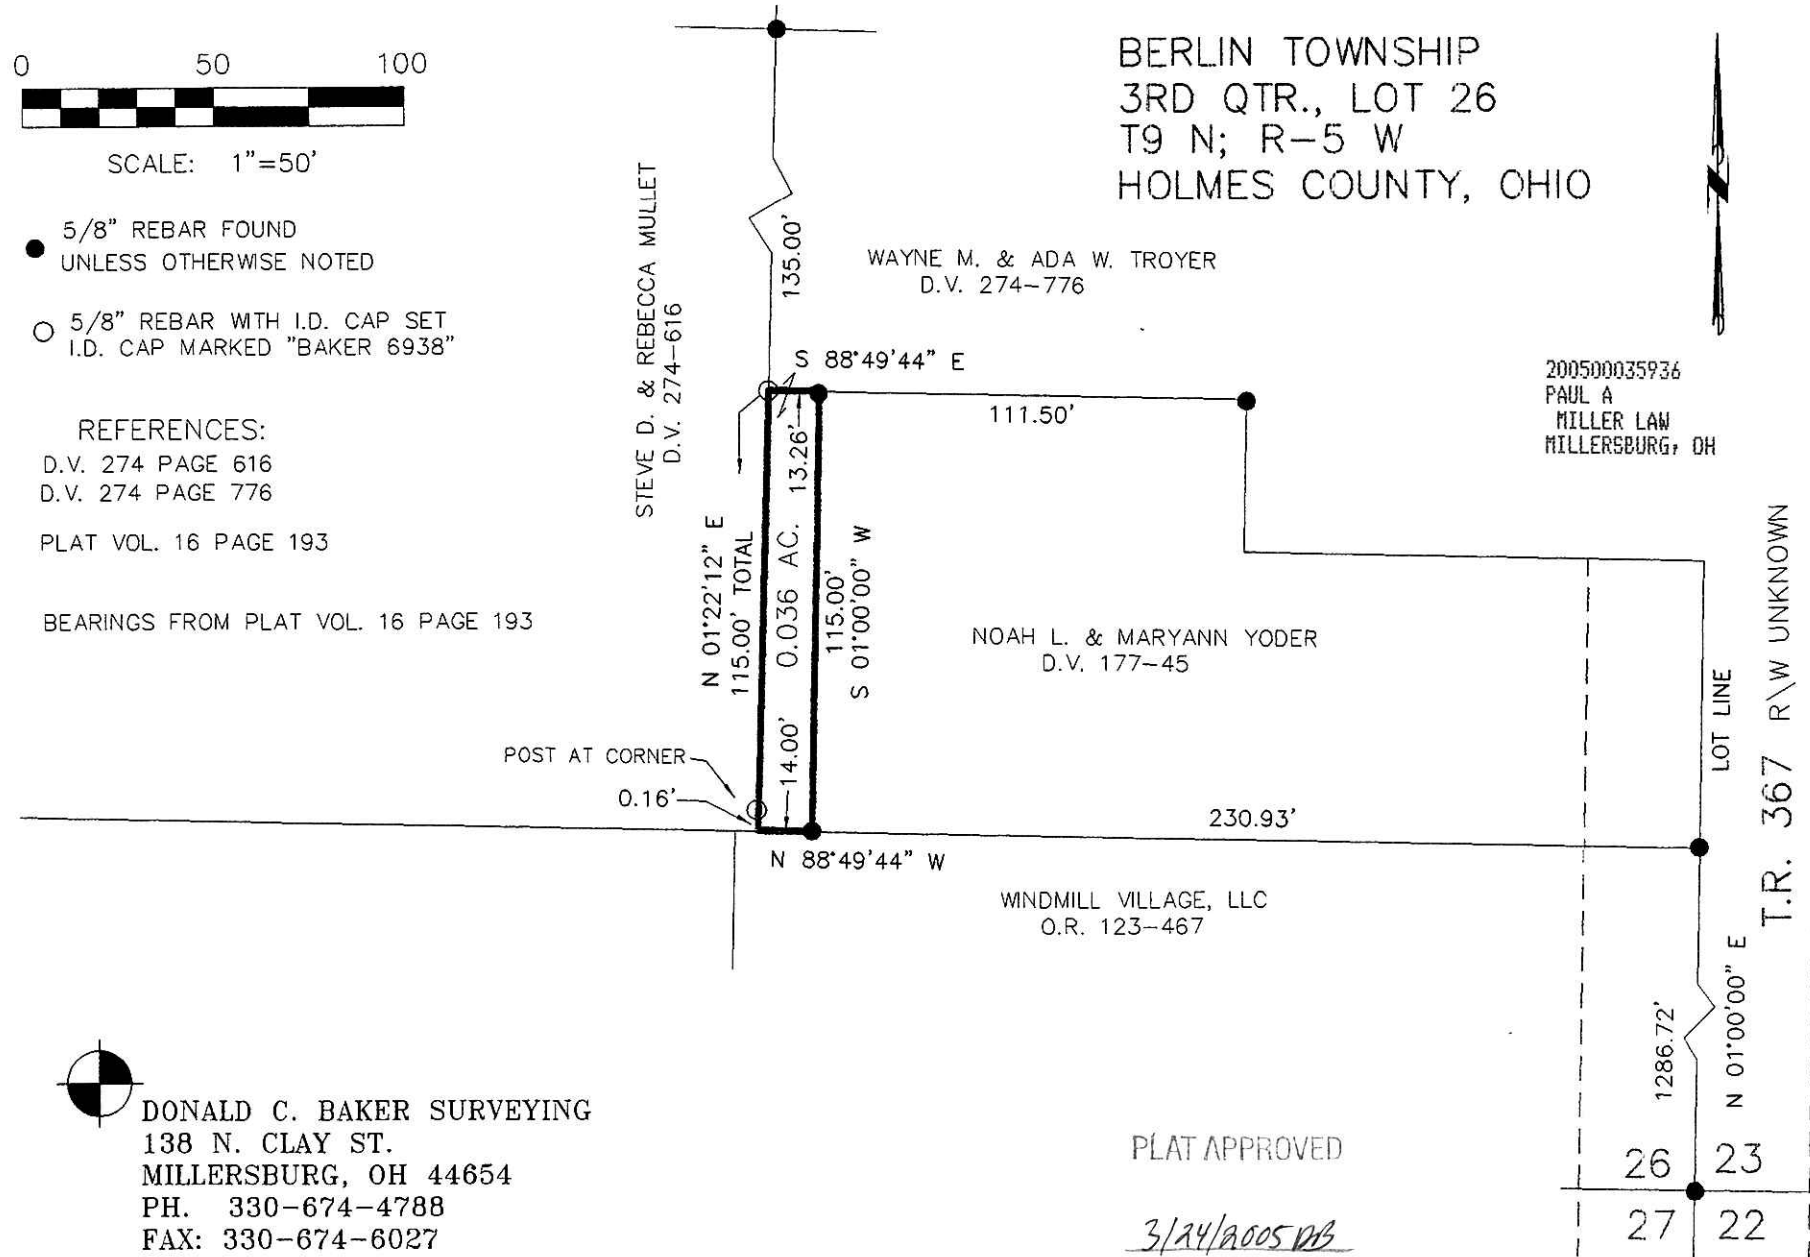 0 50 100
SCALE: 1"=50'
5/8" REBAR FOUND
UNLESS OTHERWISE NOTED
5/8" REBAR WITH I.D. CAP SET
I.D. CAP MARKED "BAKER 6938"
REFERENCES:
D.V. 274 PAGE 616
D.V. 274 PAGE 776
PLAT VOL. 16 PAGE 193
BEARINGS FROM PLAT VOL. 16 PAGE 193
BERLIN TOWNSHIP
3RD QTR., LOT 26
T9 N; R-5 W
HOLMES COUNTY, OHIO
200500035936
PAUL A
MILLER LAW
MILLERSBURG, OH
STEVE D. & REBECCA MULLET
D.V. 274-616
135.00'
WAYNE M. & ADA W. TROYER
D.V. 274-776
S 88°49'44" E
111.50'
13.26'
N 01°22'12" E
115.00' TOTAL
0.036 AC.
115.00'
S 01°00'00" W
14.00'
POST AT CORNER
0.16'
N 88°49'44" W
NOAH L. & MARYANN YODER
D.V. 177-45
230.93'
WINDMILL VILLAGE, LLC
O.R. 123-467
LOT LINE
T.R. 367 R\W UNKNOWN
1286.72'
N 01°00'00" E
26 23
27 22
DONALD C. BAKER SURVEYING
138 N. CLAY ST.
MILLERSBURG, OH 44654
PH. 330-674-4788
FAX: 330-674-6027
PLAT APPROVED
3/24/2005 DB